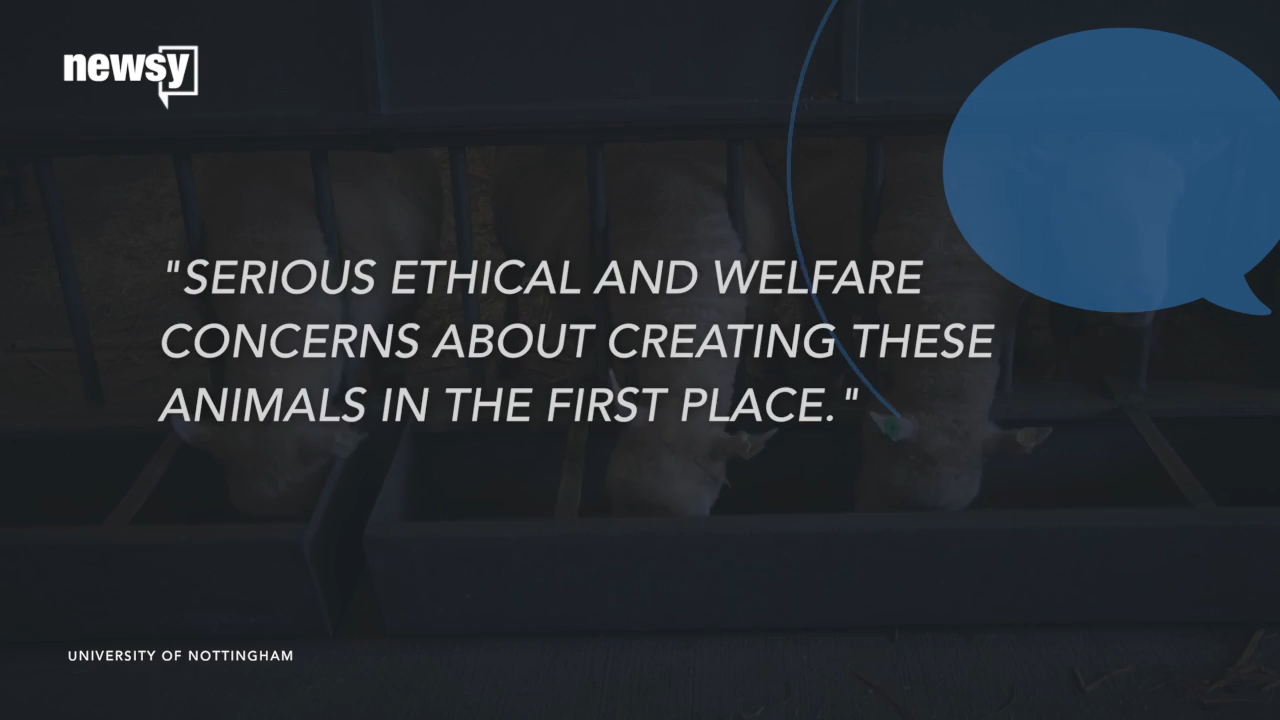 newsy
"SERIOUS ETHICAL AND WELFARE
CONCERNS ABOUT CREATING THESE
ANIMALS IN THE FIRST PLACE."
UNIVERSITY OF NOTTINGHAM